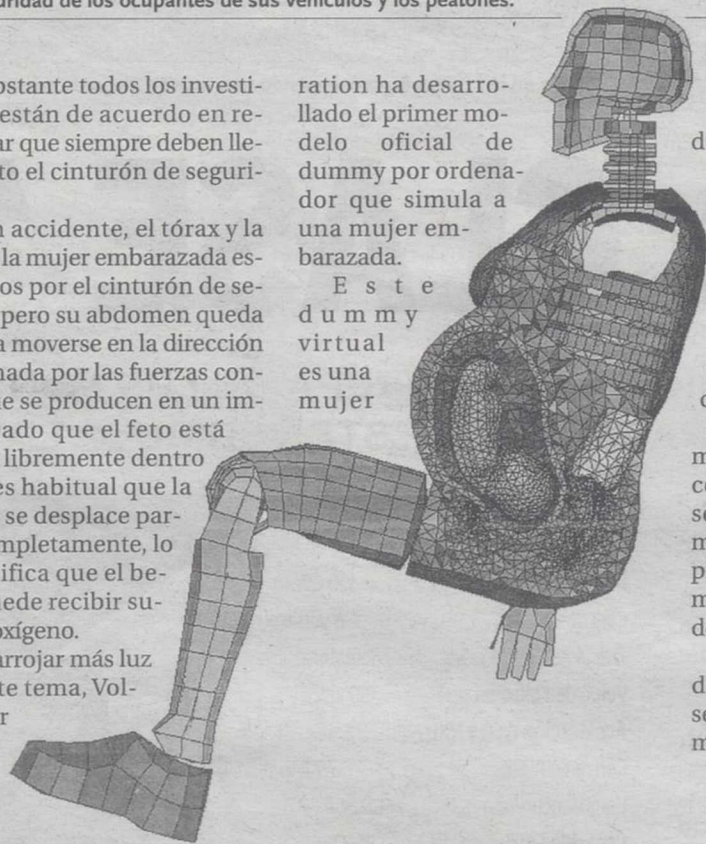 uridad de los ocupantes de sus vehículos y los peatones.
bstante todos los investi-
están de acuerdo en re-
ar que siempre deben lle-
to el cinturón de seguri-
n accidente, el tórax y la
la mujer embarazada es-
os por el cinturón de se-
pero su abdomen queda
a moverse en la dirección
nada por las fuerzas con-
ue se producen en un im-
ado que el feto está
libremente dentro
es habitual que la
se desplace par-
mpletamente, lo
ifica que el be-
uede recibir su-
oxígeno.
arrojar más luz
te tema, Vol-
r
ration ha desarro-
llado el primer mo-
delo oficial de
dummy por ordena-
dor que simula a
una mujer em-
barazada.
Este
dummy
virtual
es una
mujer
d
c
m
c
s
m
p
m
d
d
s
m